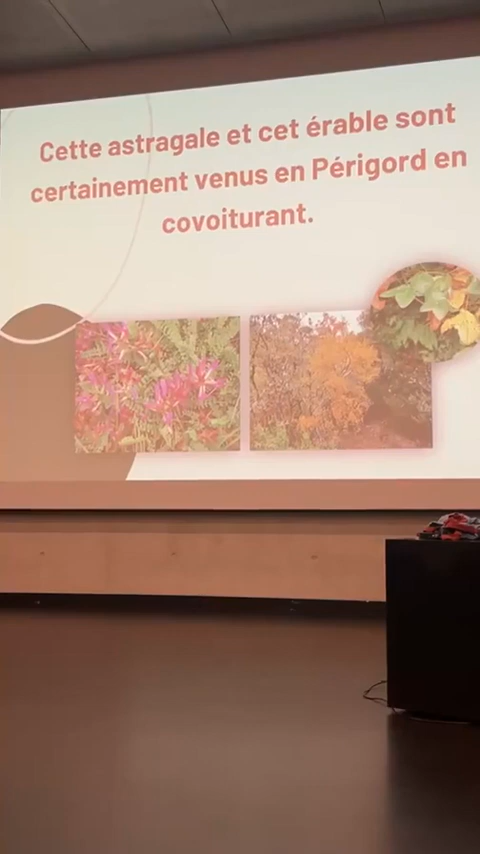 Cette astragale et cet érable sont
certainement venus en Périgord en
covoiturant.